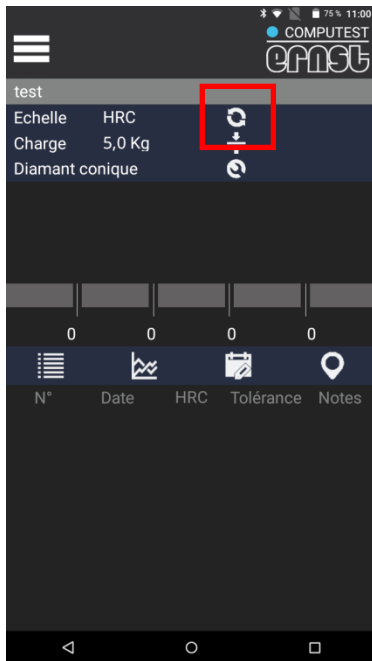 75 % 11:00
COMPUTEST
ernst
test
Echelle HRC
Charge 5,0 Kg
Diamant conique
0 0 0 0
N° Date HRC Tolérance Notes